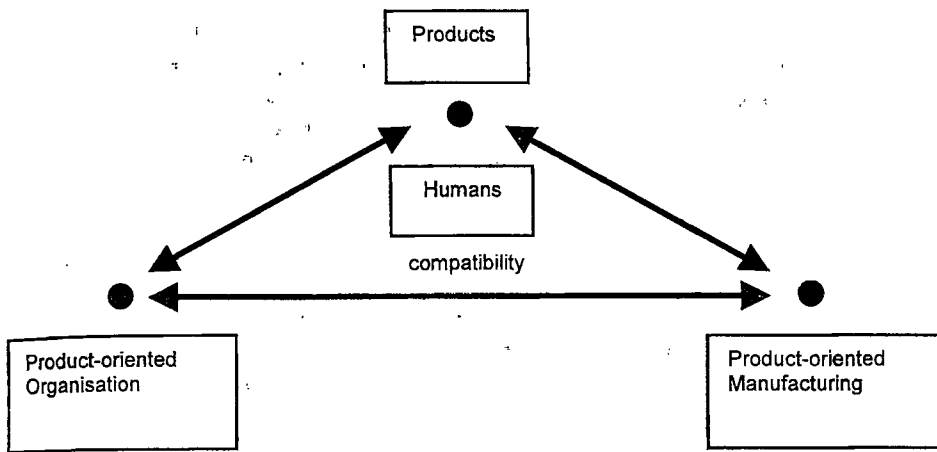 Products
Humans
compatibility
Product-oriented
Organisation
Product-oriented
Manufacturing